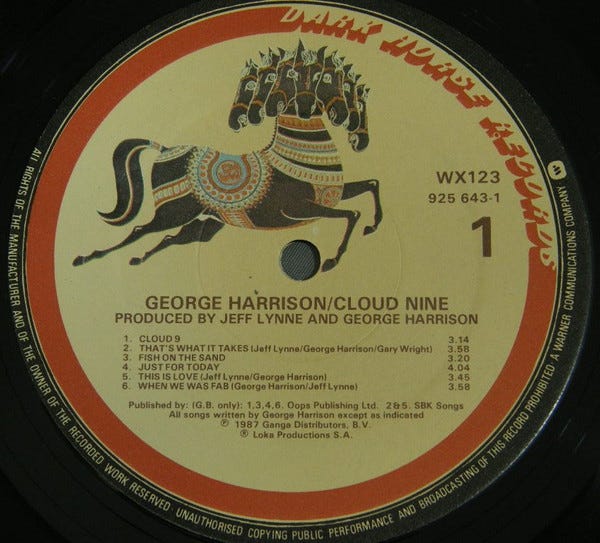 DARK HORSE RECORDS
WX123
925 643-1
1
GEORGE HARRISON/CLOUD NINE
PRODUCED BY JEFF LYNNE AND GEORGE HARRISON
1. CLOUD 9 3.14
2. THAT'S WHAT IT TAKES (Jeff Lynne/George Harrison/Gary Wright) 3.58
3. FISH ON THE SAND 3.20
4. JUST FOR TODAY 4.04
5. THIS IS LOVE (Jeff Lynne/George Harrison) 3.45
6. WHEN WE WAS FAB (George Harrison/Jeff Lynne) 3.58
Published by: (G.B. only): 1,3,4,6. Oops Publishing Ltd. 2&5. SBK Songs
All songs written by George Harrison except as indicated
℗ 1987 Ganga Distributors, B.V.
® Loka Productions S.A.
ALL RIGHTS OF THE MANUFACTURER AND OF THE OWNER OF THE RECORDED WORK RESERVED UNAUTHORISED COPYING PUBLIC PERFORMANCE AND BROADCASTING OF THIS RECORD PROHIBITED A WARNER COMMUNICATIONS COMPANY